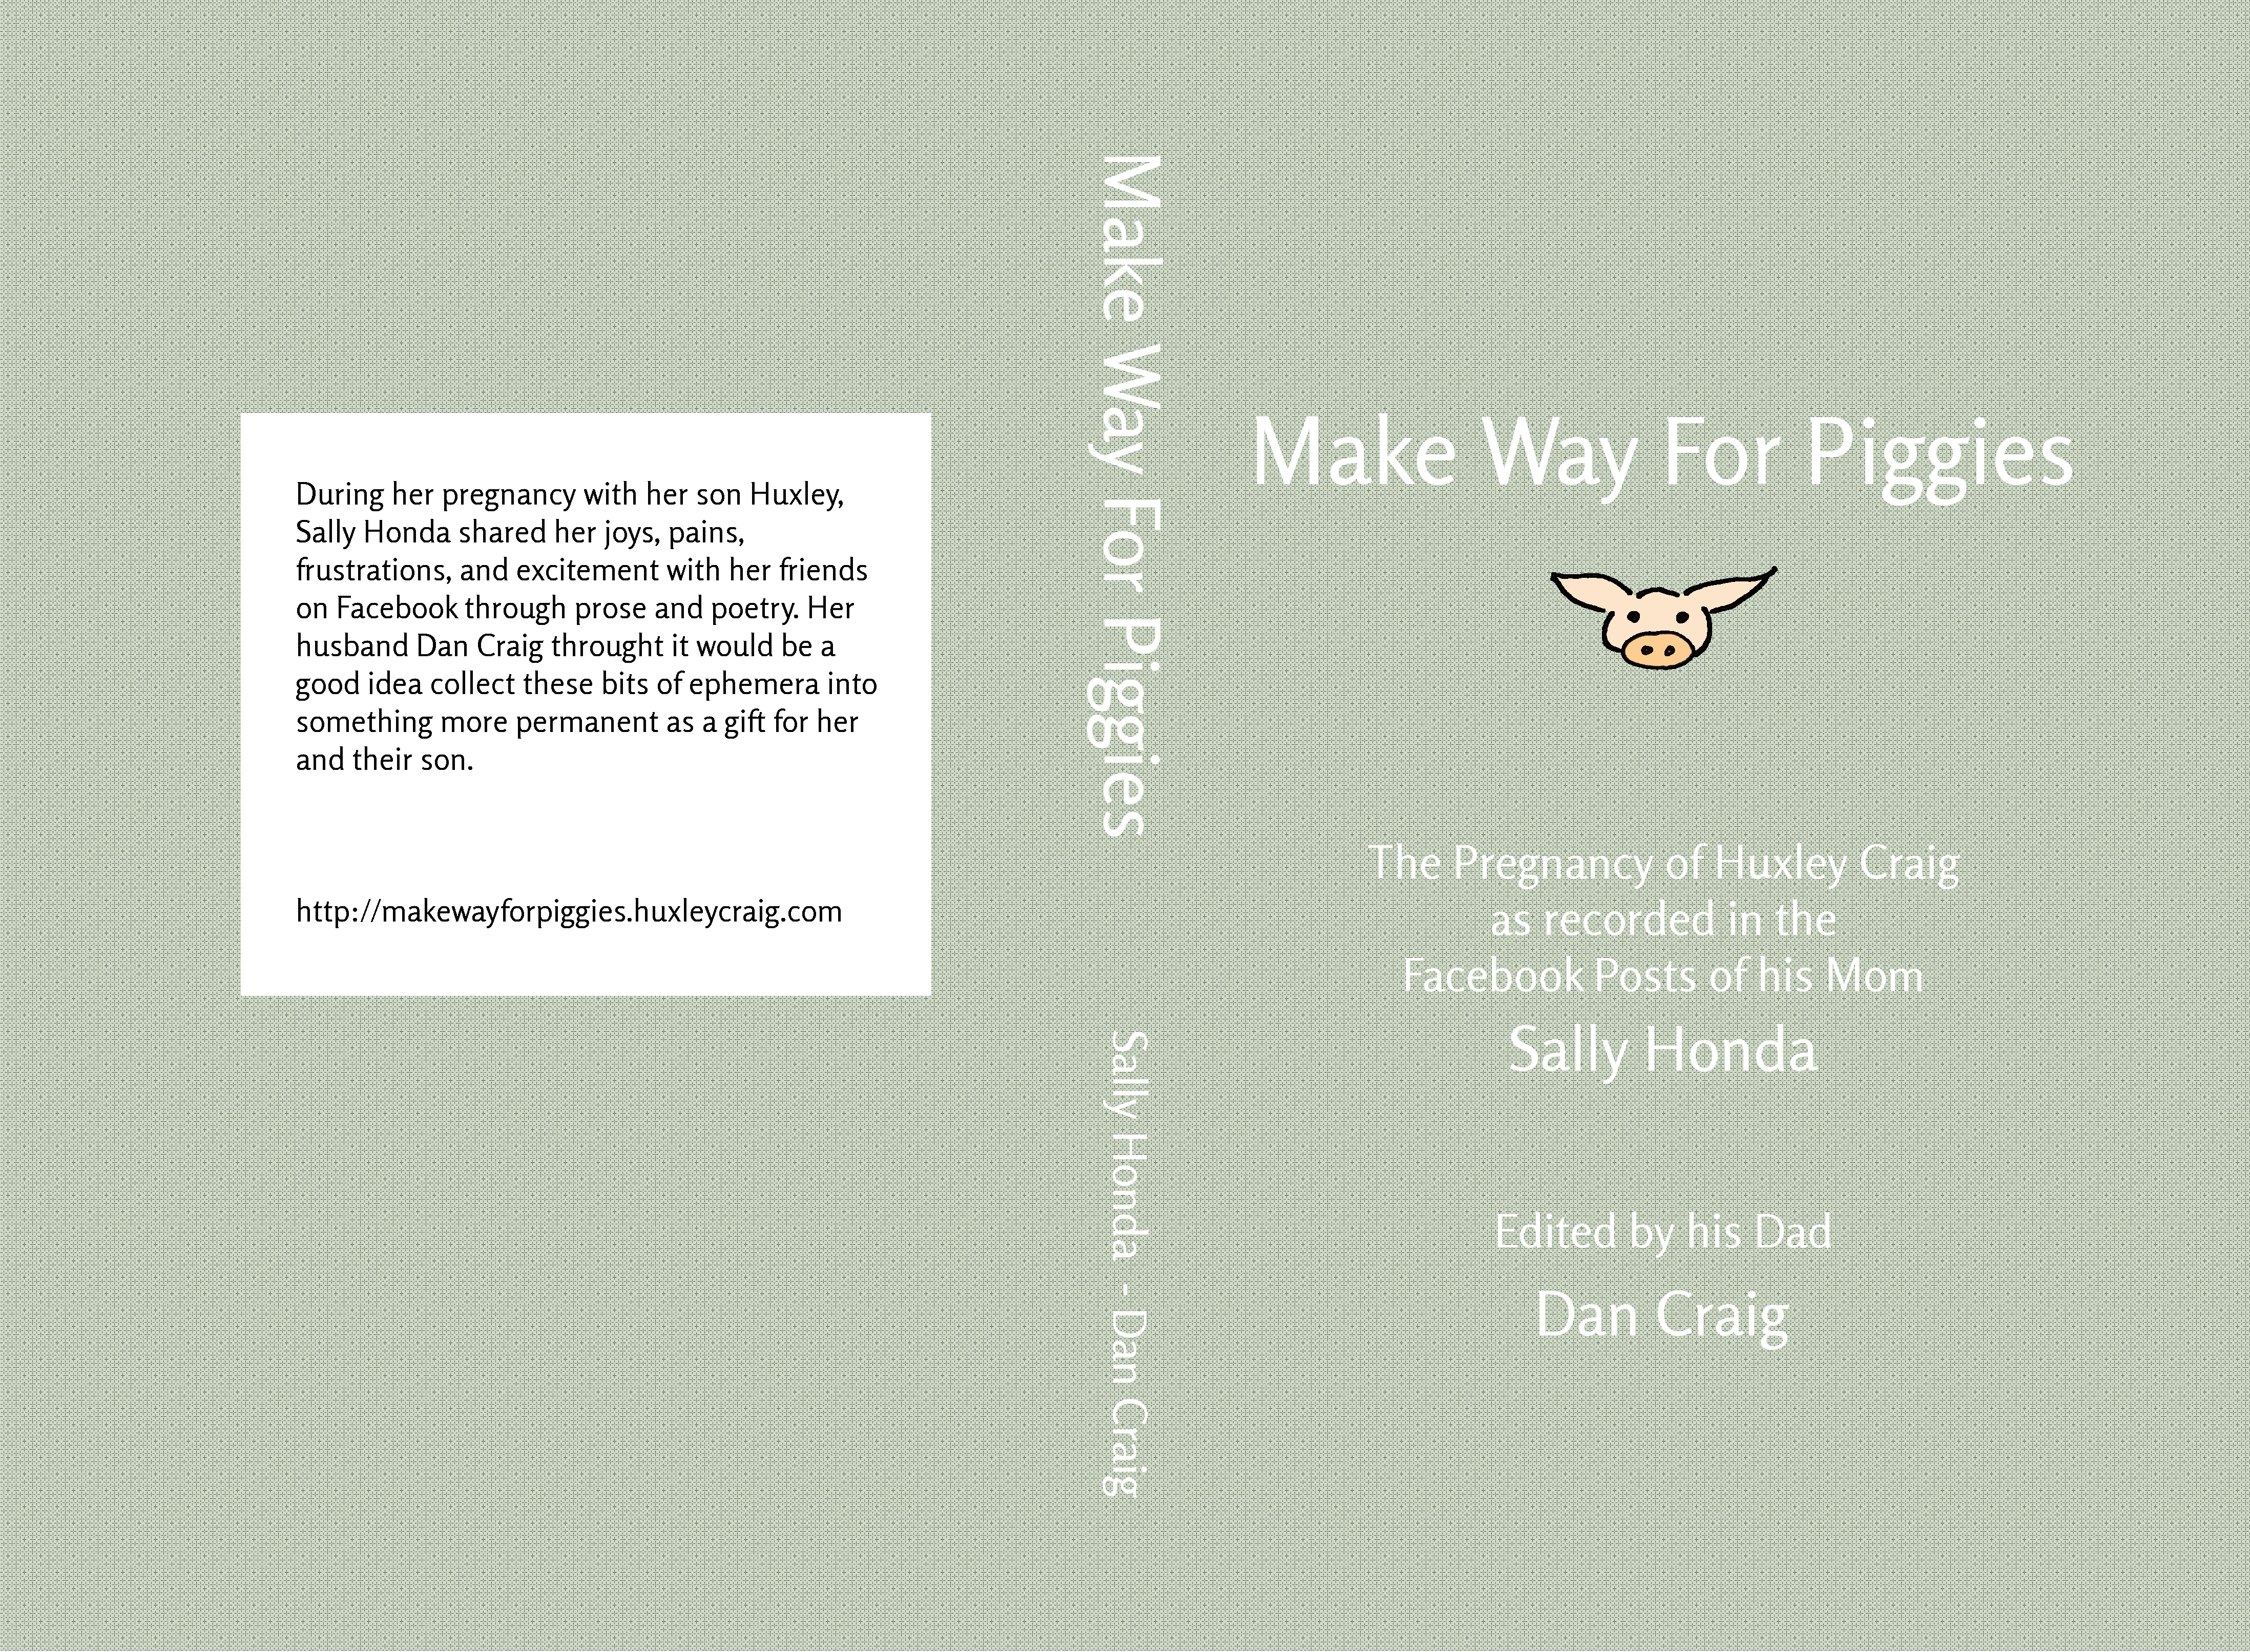 During her pregnancy with her son Huxley,
Sally Honda shared her joys, pains,
frustrations, and excitement with her friends
on Facebook through prose and poetry. Her
husband Dan Craig throught it would be a
good idea collect these bits of ephemera into
something more permanent as a gift for her
and their son.
http://makewayforpiggies.huxleycraig.com
Make Way For Piggies
Sally Honda - Dan Craig
Make Way For Piggies
The Pregnancy of Huxley Craig
as recorded in the
Facebook Posts of his Mom
Sally Honda
Edited by his Dad
Dan Craig